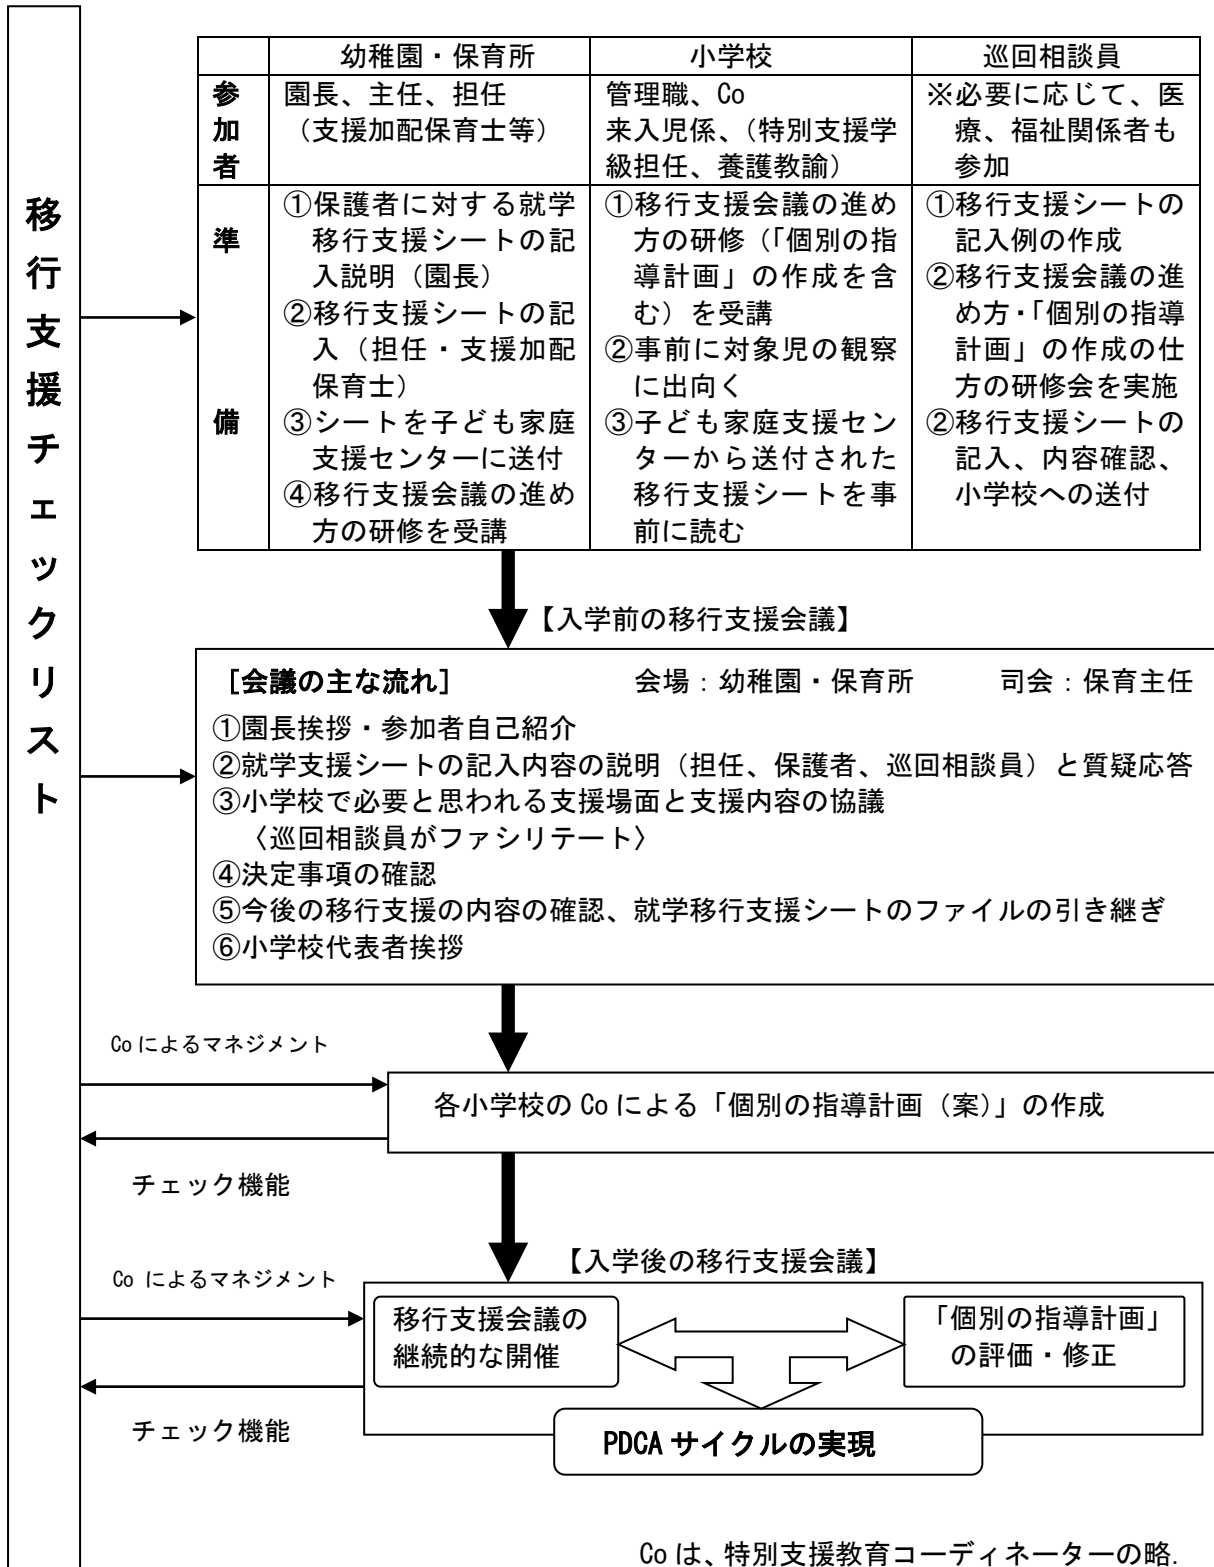 移行支援チェックリスト
幼稚園・保育所
小学校
巡回相談員
参加者
園長、主任、担任
（支援加配保育士等）
管理職、Co
来入児係、（特別支援学
級担任、養護教諭）
※必要に応じて、医
療、福祉関係者も
参加
準備
①保護者に対する就学
移行支援シートの記
入説明（園長）
②移行支援シートの記
入（担任・支援加配
保育士）
③シートを子ども家庭
支援センターに送付
④移行支援会議の進め
方の研修を受講
①移行支援会議の進め
方の研修（「個別の指
導計画」の作成を含
む）を受講
②事前に対象児の観察
に出向く
③子ども家庭支援セン
ターから送付された
移行支援シートを事
前に読む
①移行支援シートの
記入例の作成
②移行支援会議の進
め方・「個別の指導
計画」の作成の仕
方の研修会を実施
②移行支援シートの
記入、内容確認、
小学校への送付
【入学前の移行支援会議】
［会議の主な流れ］ 会場：幼稚園・保育所 司会：保育主任
①園長挨拶・参加者自己紹介
②就学支援シートの記入内容の説明（担任、保護者、巡回相談員）と質疑応答
③小学校で必要と思われる支援場面と支援内容の協議
〈巡回相談員がファシリテート〉
④決定事項の確認
⑤今後の移行支援の内容の確認、就学移行支援シートのファイルの引き継ぎ
⑥小学校代表者挨拶
Coによるマネジメント
各小学校のCoによる「個別の指導計画（案）」の作成
チェック機能
【入学後の移行支援会議】
Co によるマネジメント
移行支援会議の
継続的な開催
「個別の指導計画」
の評価・修正
チェック機能
PDCAサイクルの実現
Coは、特別支援教育コーディネーターの略.